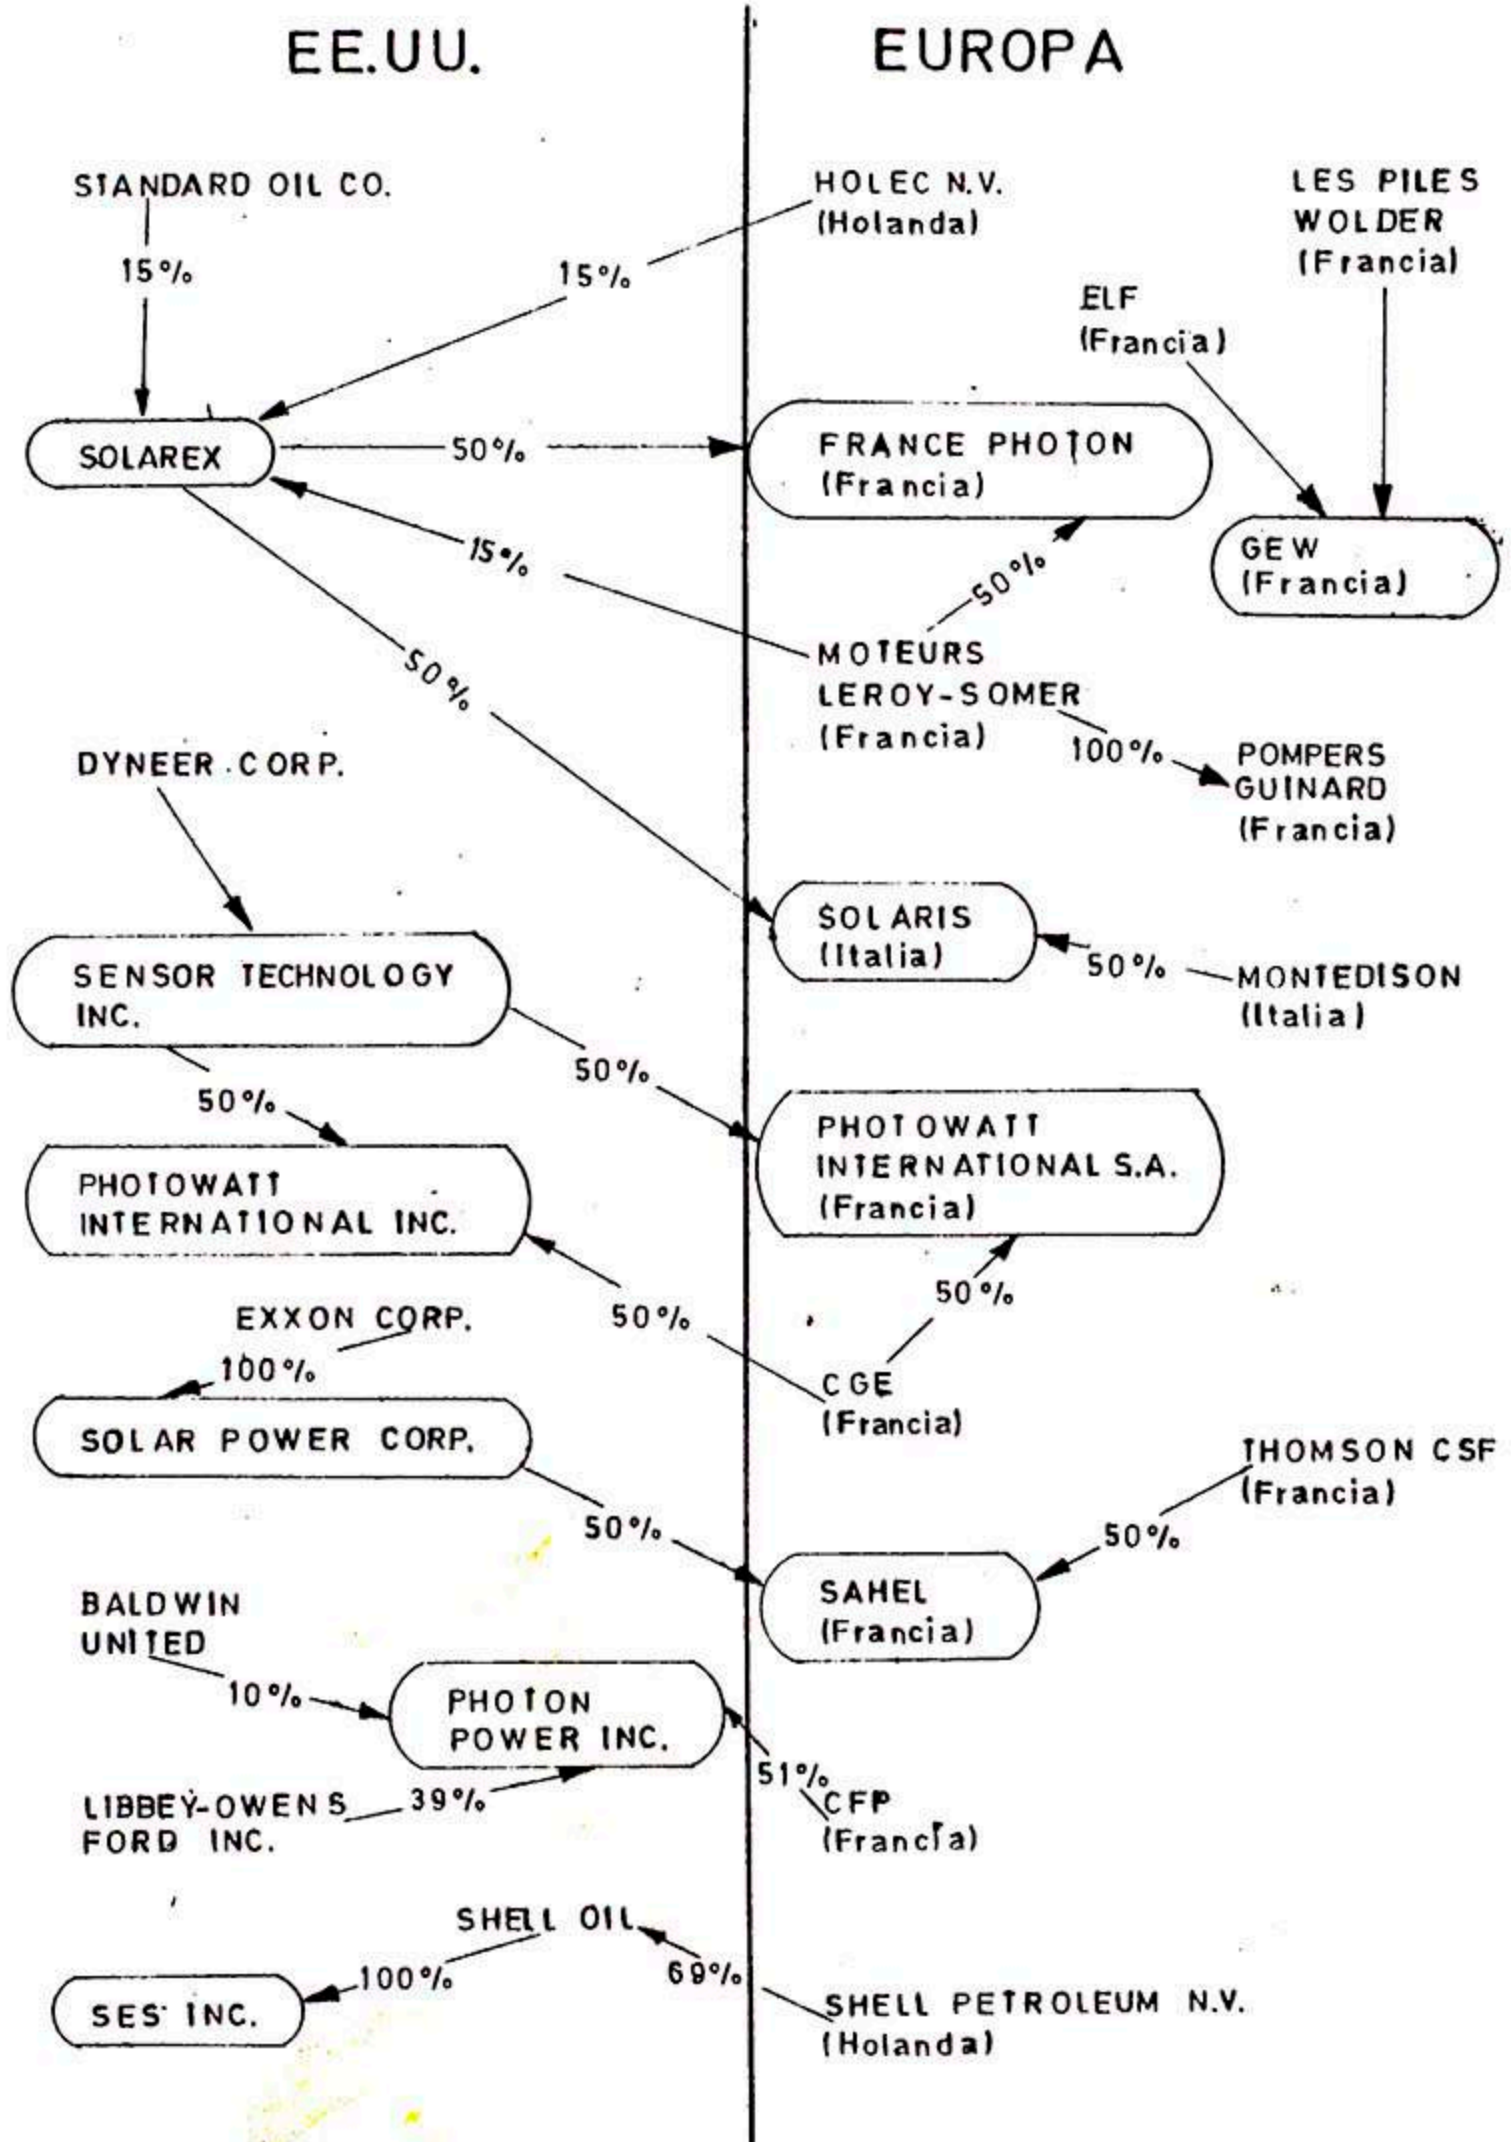 EE.UU.
EUROPA
STANDARD OIL CO.
15%
HOLEC N.V.
(Holanda)
15%
LES PILES
WOLDER
(Francia)
ELF
(Francia)
SOLAREX
50%
FRANCE PHOTON
(Francia)
GEW
(Francia)
15%
50%
MOTEURS
LEROY-SOMER
(Francia)
50%
100%
POMPERS
GUINARD
(Francia)
DYNEER CORP.
SOLARIS
(Italia)
50%
MONTEDISON
(Italia)
SENSOR TECHNOLOGY
INC.
50%
50%
PHOTOWATT
INTERNATIONAL S.A.
(Francia)
PHOTOWATT
INTERNATIONAL INC.
50%
50%
CGE
(Francia)
EXXON CORP.
100%
SOLAR POWER CORP.
THOMSON CSF
(Francia)
50%
50%
SAHEL
(Francia)
BALDWIN
UNITED
10%
PHOTON
POWER INC.
51%
CFP
(Francia)
LIBBEY-OWENS
FORD INC.
39%
SHELL OIL
100%
69%
SES INC.
SHELL PETROLEUM N.V.
(Holanda)